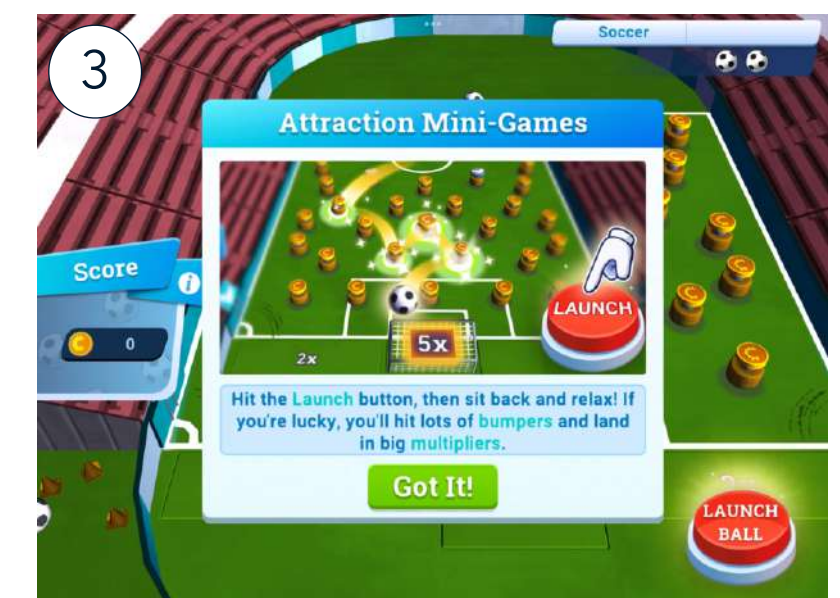 3
Soccer
Attraction Mini-Games
Score
i
0
LAUNCH
5x
2x
Hit the Launch button, then sit back and relax! If
you're lucky, you'll hit lots of bumpers and land
in big multipliers.
Got It!
LAUNCH
BALL